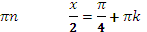 πn x/2 = π/4 + πk